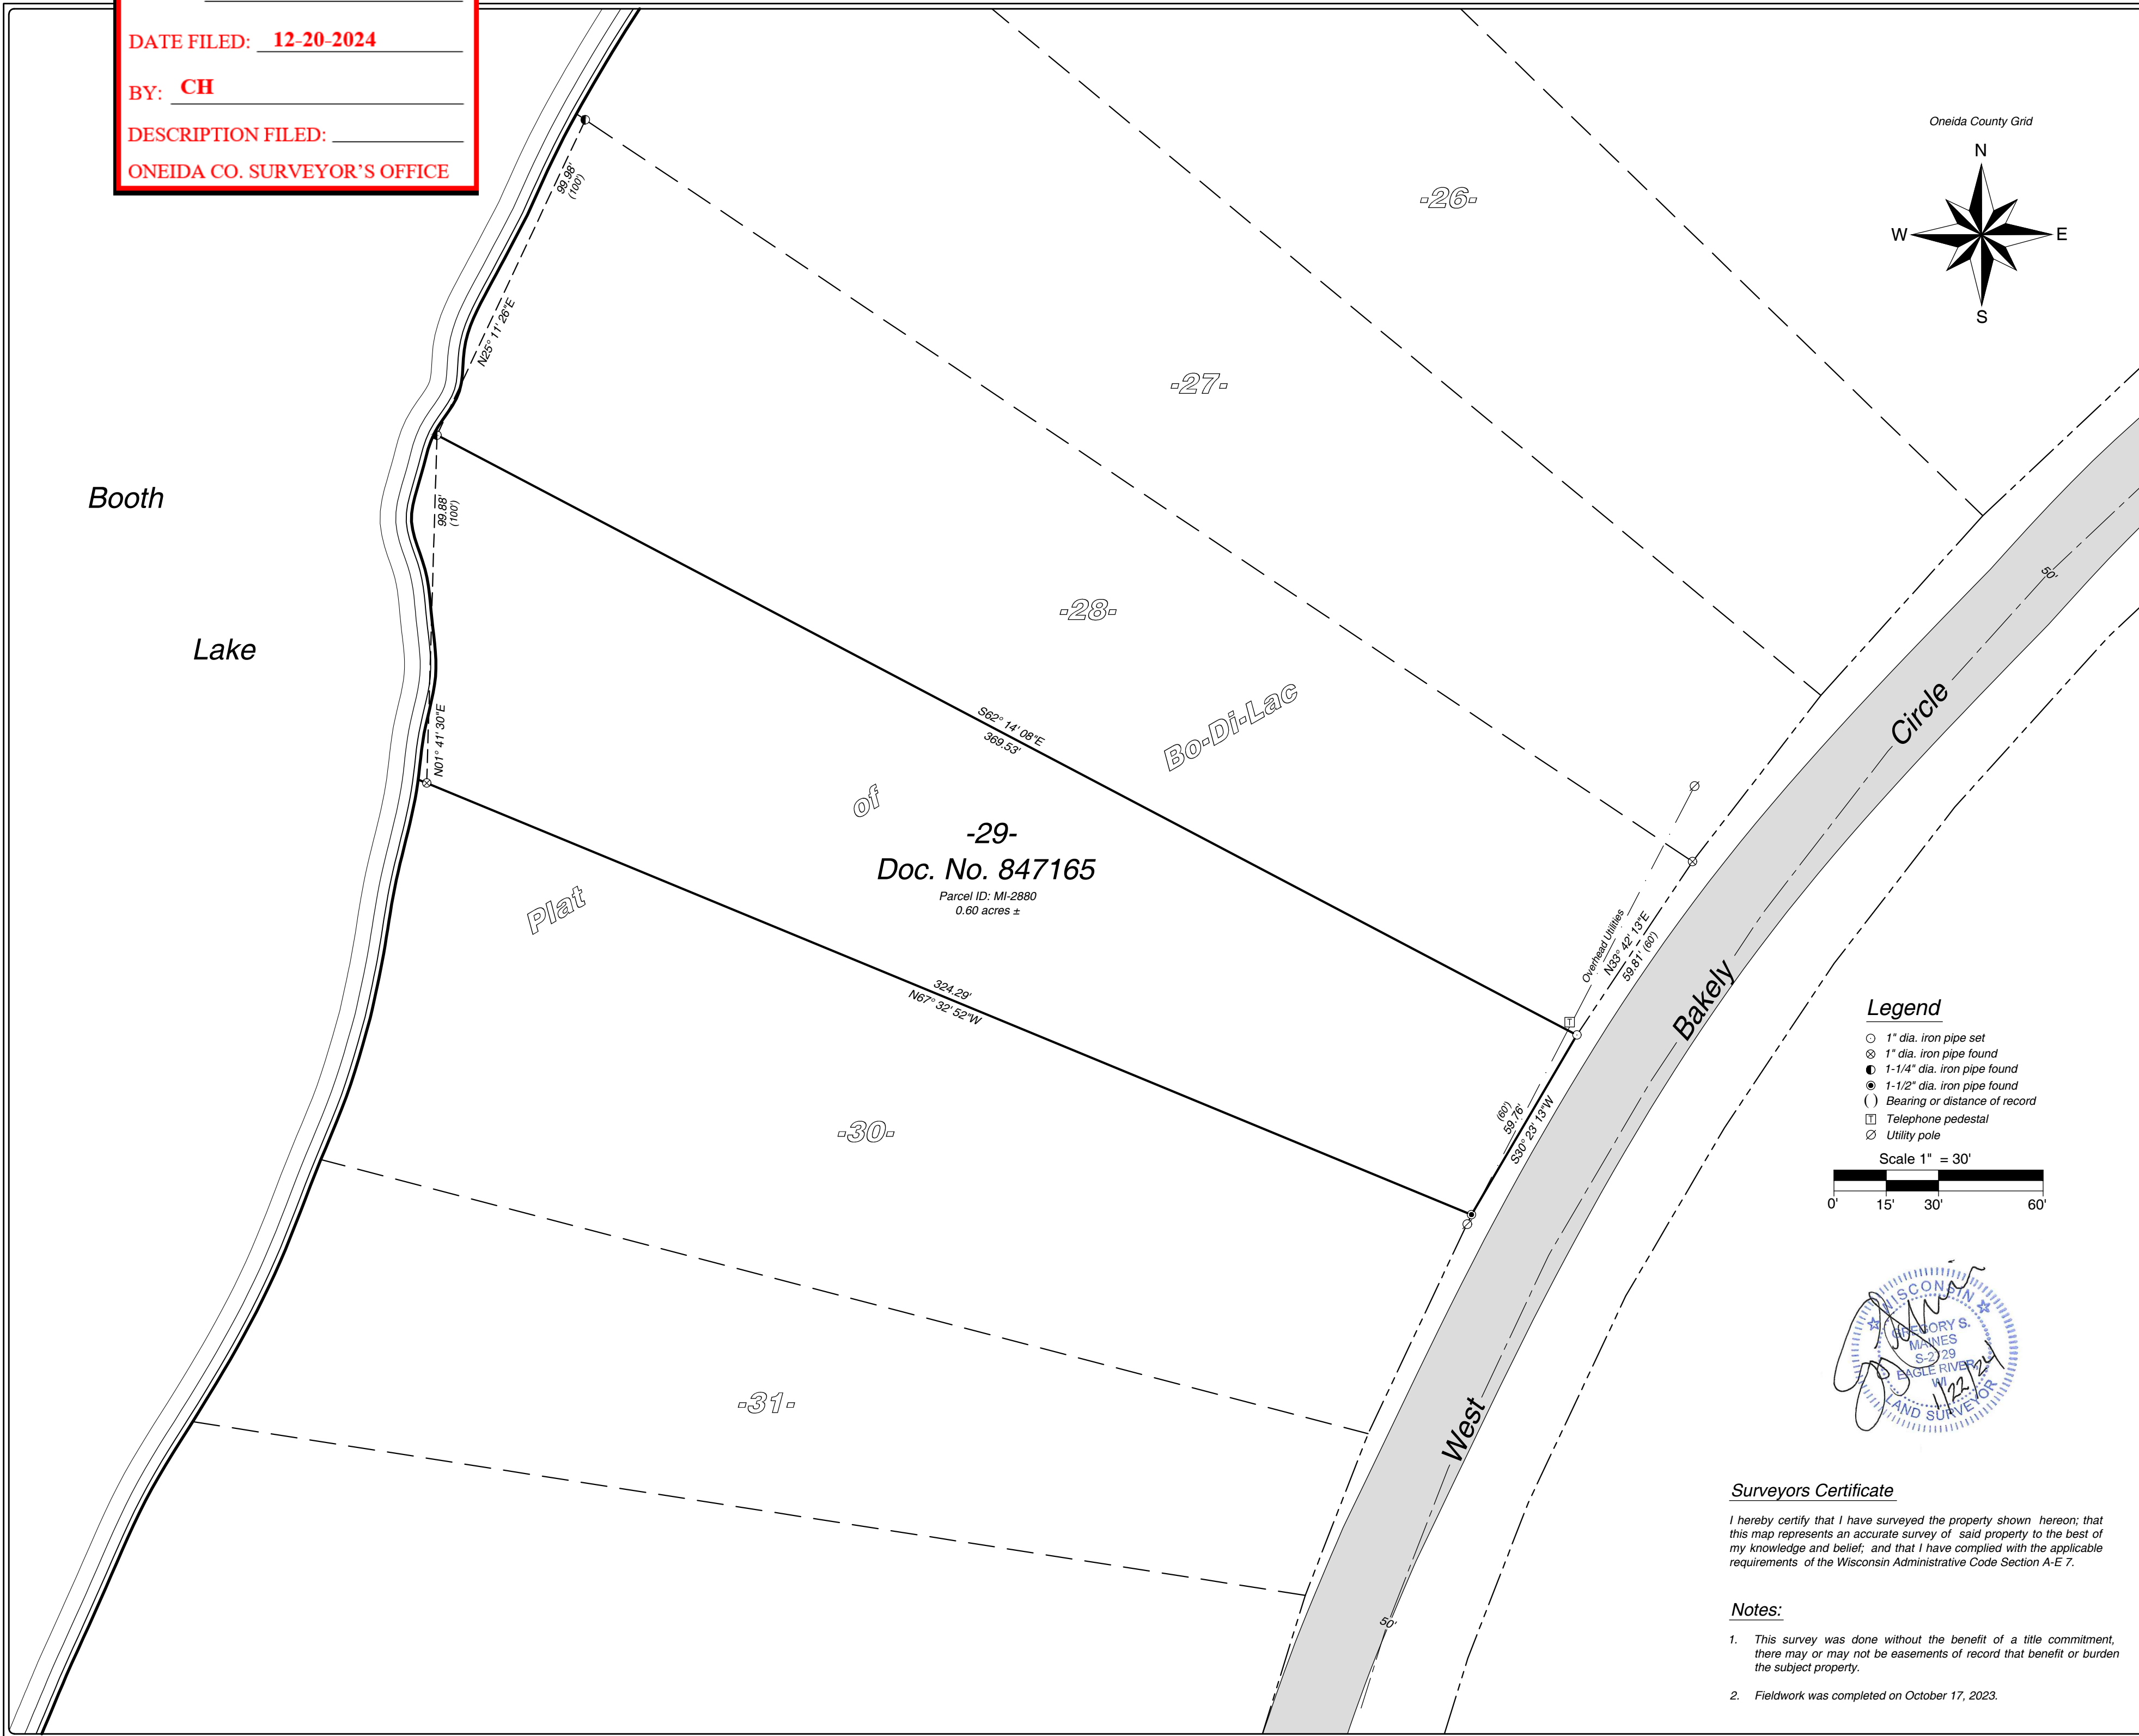 DATE FILED: 12-20-2024
BY: CH
DESCRIPTION FILED:
ONEIDA CO. SURVEYOR'S OFFICE
Oneida County Grid
N
W
E
S
-26-
-27-
-28-
99.98'
(100')
N25° 11' 26"E
Booth
Lake
99.88'
(100')
N01° 41' 30"E
S62° 14' 08"E
369.53'
Plat
of
Bo-Di-Lac
-29-
Doc. No. 847165
Parcel ID: MI-2880
0.60 acres ±
324.29'
N67° 32' 52"W
Overhead Utilities
N33° 42' 13"E
59.81' (60')
T
(60')
59.76'
S30° 23' 13"W
-30-
-31-
50'
West
Bakely
Circle
50'
Legend
1" dia. iron pipe set
1" dia. iron pipe found
1-1/4" dia. iron pipe found
1-1/2" dia. iron pipe found
( ) Bearing or distance of record
T Telephone pedestal
Utility pole
Scale 1" = 30'
0' 15' 30' 60'
WISCONSIN
GREGORY S.
MAINES
EAGLE RIVER,
WI
LAND SURVEYOR
1/22/24
Surveyors Certificate
I hereby certify that I have surveyed the property shown hereon; that
this map represents an accurate survey of said property to the best of
my knowledge and belief; and that I have complied with the applicable
requirements of the Wisconsin Administrative Code Section A-E 7.
Notes:
1. This survey was done without the benefit of a title commitment,
there may or may not be easements of record that benefit or burden
the subject property.
2. Fieldwork was completed on October 17, 2023.